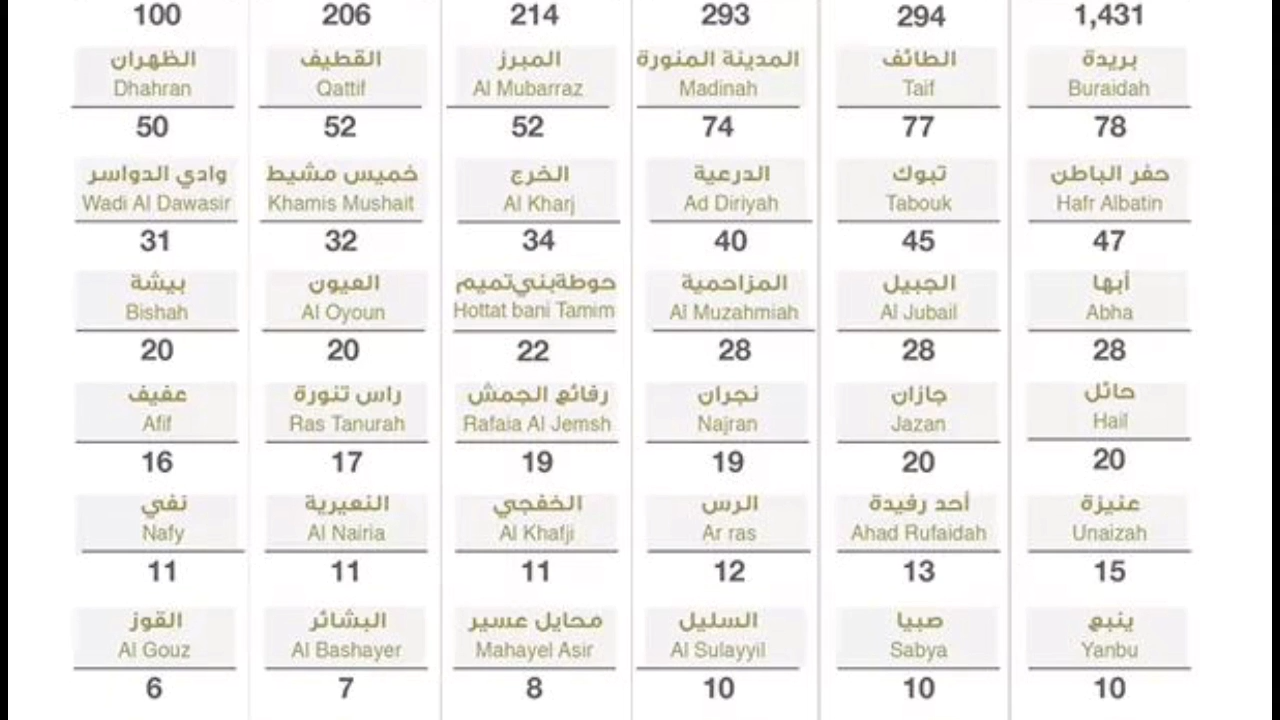 1,431
294
293
214
206
100
بريدة
Buraidah
78
الطائف
Taif
77
المدينة المنورة
Madinah
74
المبرز
Al Mubarraz
52
القطيف
Qattif
52
الظهران
Dhahran
50
حفر الباطن
Hafr Albatin
47
تبوك
Tabouk
45
الدرعية
Ad Diriyah
40
الخرج
Al Kharj
34
خميس مشيط
Khamis Mushait
32
وادي الدواسر
Wadi Al Dawasir
31
أبها
Abha
28
الجبيل
Al Jubail
28
المزاحمية
Al Muzahmiah
28
حوطةبني‌تميم
Hottat bani Tamim
22
العيون
Al Oyoun
20
بيشة
Bishah
20
حائل
Hail
20
جازان
Jazan
20
نجران
Najran
19
رفائع الجمش
Rafaia Al Jemsh
19
راس تنورة
Ras Tanurah
17
عفيف
Afif
16
عنيزة
Unaizah
15
أحد رفيدة
Ahad Rufaidah
13
الرس
Ar ras
12
الخفجي
Al Khafji
11
النعيرية
Al Nairia
11
نفي
Nafy
11
ينبع
Yanbu
10
صبيا
Sabya
10
السليل
Al Sulayyil
10
محايل عسير
Mahayel Asir
8
البشائر
Al Bashayer
7
القوز
Al Gouz
6